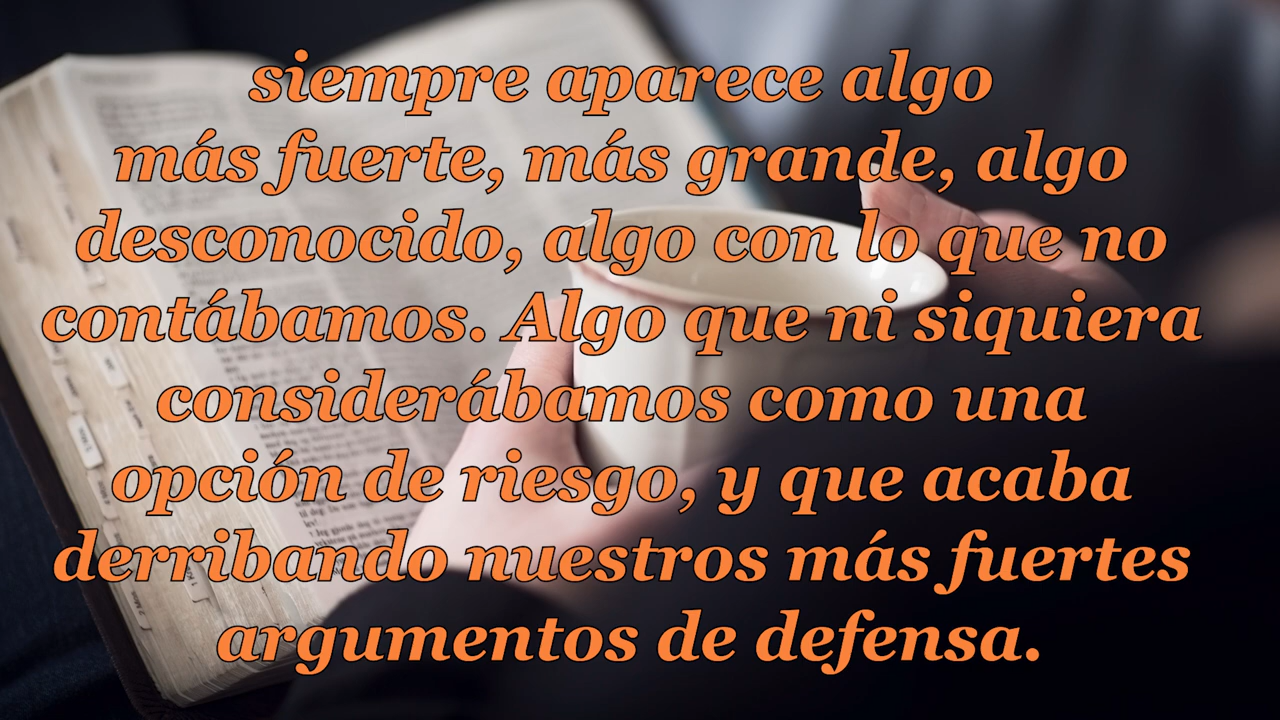 siempre aparece algo
más fuerte, más grande, algo
desconocido, algo con lo que no
contábamos. Algo que ni siquiera
considerábamos como una
opción de riesgo, y que acaba
derribando nuestros más fuertes
argumentos de defensa.